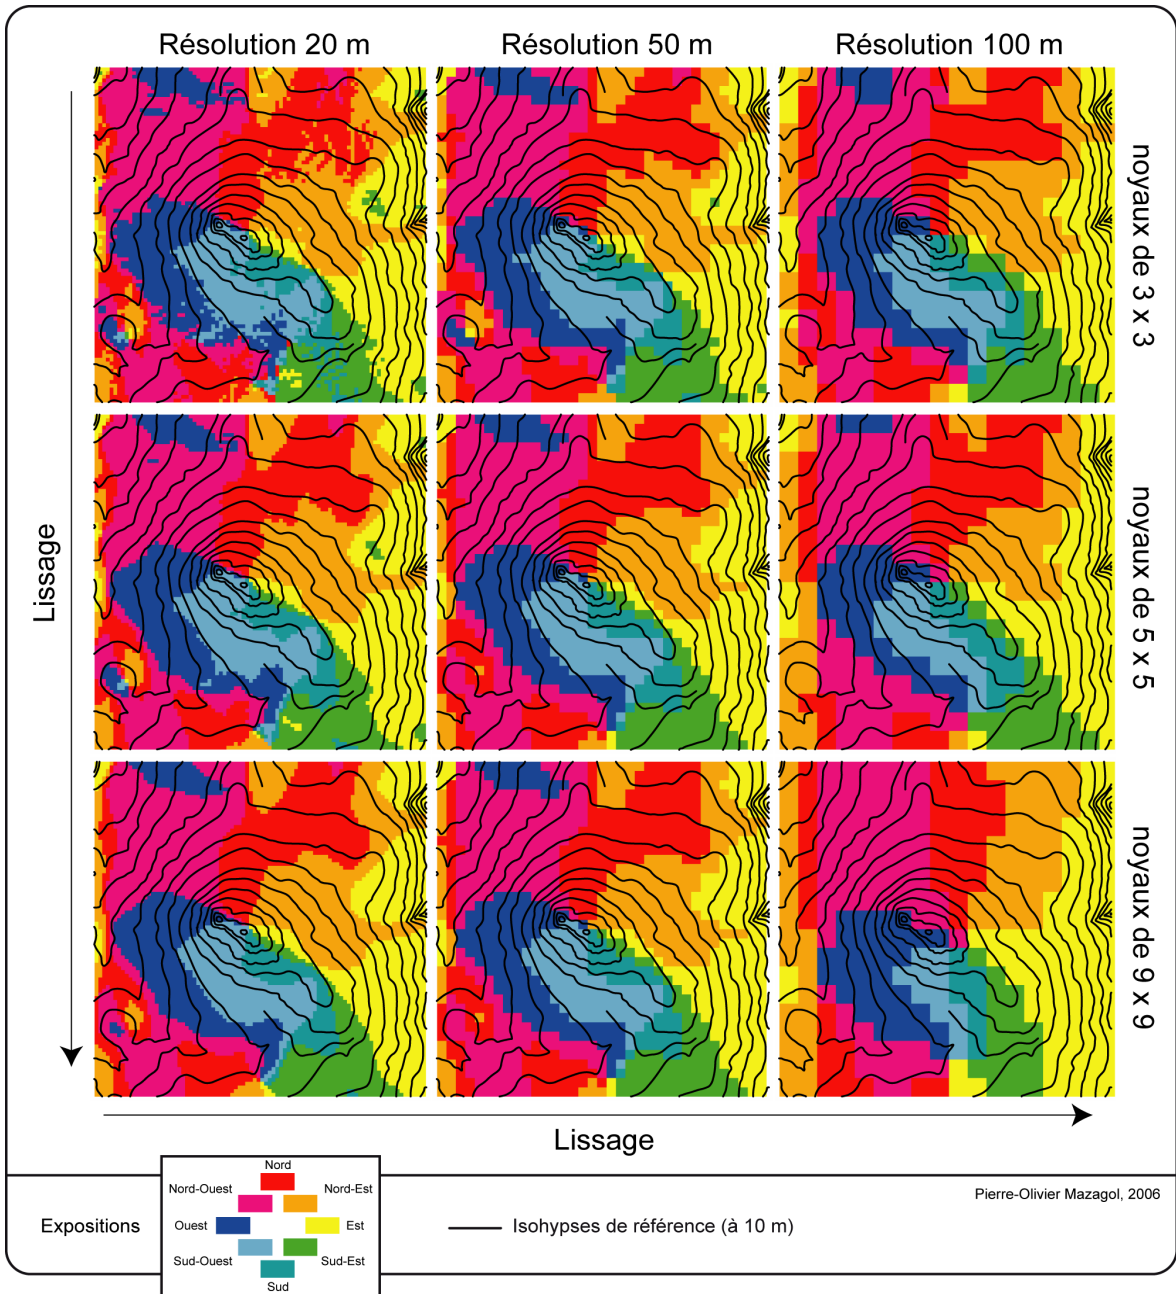 Résolution 20 m
Résolution 50 m
Résolution 100 m
noyaux de 3 x 3
noyaux de 5 x 5
noyaux de 9 x 9
Lissage
Lissage
Expositions
Nord
Nord-Ouest
Nord-Est
Ouest
Est
Sud-Ouest
Sud-Est
Sud
Isohypses de référence (à 10 m)
Pierre-Olivier Mazagol, 2006